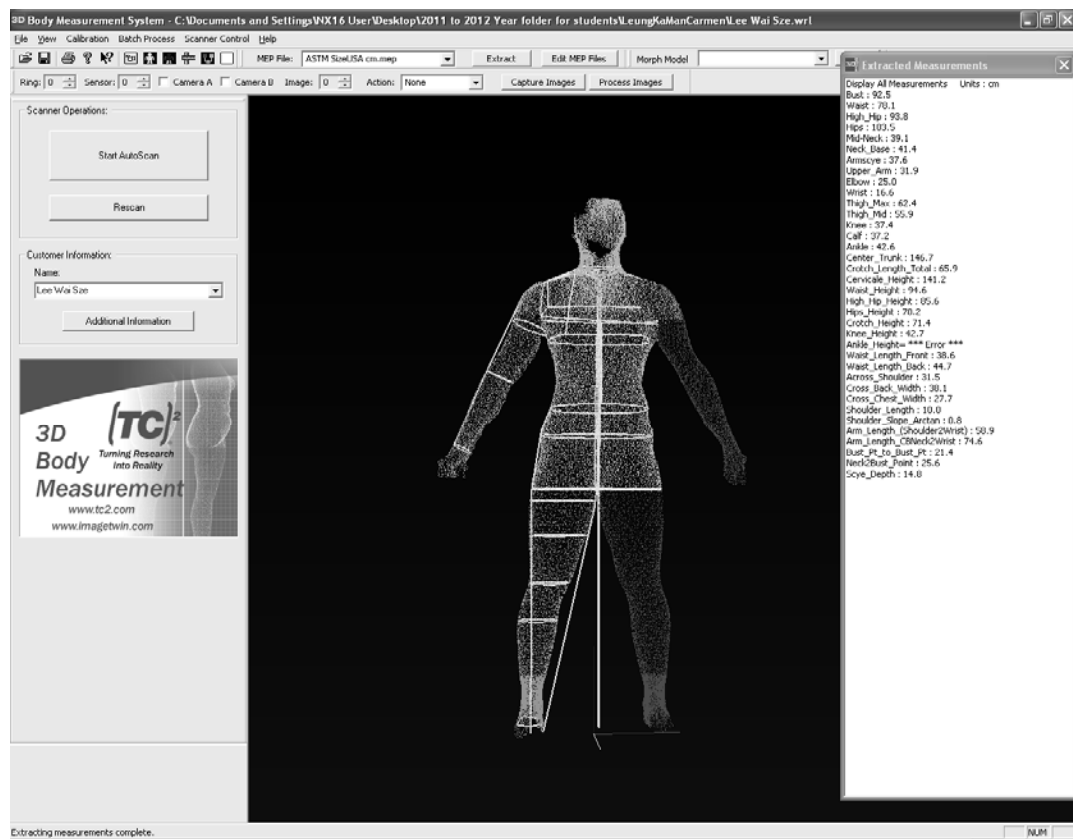 3D Body Measurement System - C:\Documents and Settings\NX16 User\Desktop\2011 to 2012 Year folder for students\LeungKaManCarmen\Lee Wai Sze.wrl
File View Calibration Batch Process Scanner Control Help
MEP File: ASTM SizeUSA cm.mep Extract Edit MEP Files Morph Model
Ring: 0 Sensor: 0 Camera A Camera B Image: 0 Action: None Capture Images Process Images
Scanner Operations:
Start AutoScan
Rescan
Customer Information:
Name:
Lee Wai Sze
Additional Information
(TC)²
Turning Research
Into Reality
3D
Body
Measurement
www.tc2.com
www.imagetwin.com
Extracted Measurements
Display All Measurements Units : cm
Bust : 92.5
Waist : 78.1
High_Hip : 93.8
Hips : 103.5
Mid-Neck : 39.1
Neck_Base : 41.4
Armscye : 37.6
Upper_Arm : 31.9
Elbow : 25.0
Wrist : 16.6
Thigh_Max : 62.4
Thigh_Mid : 55.9
Knee : 37.4
Calf : 37.2
Ankle : 42.6
Center_Trunk : 146.7
Crotch_Length_Total : 65.9
Cervicale_Height : 141.2
Waist_Height : 94.6
High_Hip_Height : 85.6
Hips_Height : 70.2
Crotch_Height : 71.4
Knee_Height : 42.7
Ankle_Height= *** Error ***
Waist_Length_Front : 38.6
Waist_Length_Back : 44.7
Across_Shoulder : 31.5
Cross_Back_Width : 38.1
Cross_Chest_Width : 27.7
Shoulder_Length : 10.0
Shoulder_Slope_Arctan : 0.8
Arm_Length_(Shoulder2Wrist) : 58.9
Arm_Length_CBNeck2Wrist : 74.6
Bust_Pt_to_Bust_Pt : 21.4
Neck2Bust_Point : 25.6
Scye_Depth : 14.8
Extracting measurements complete.
NUM